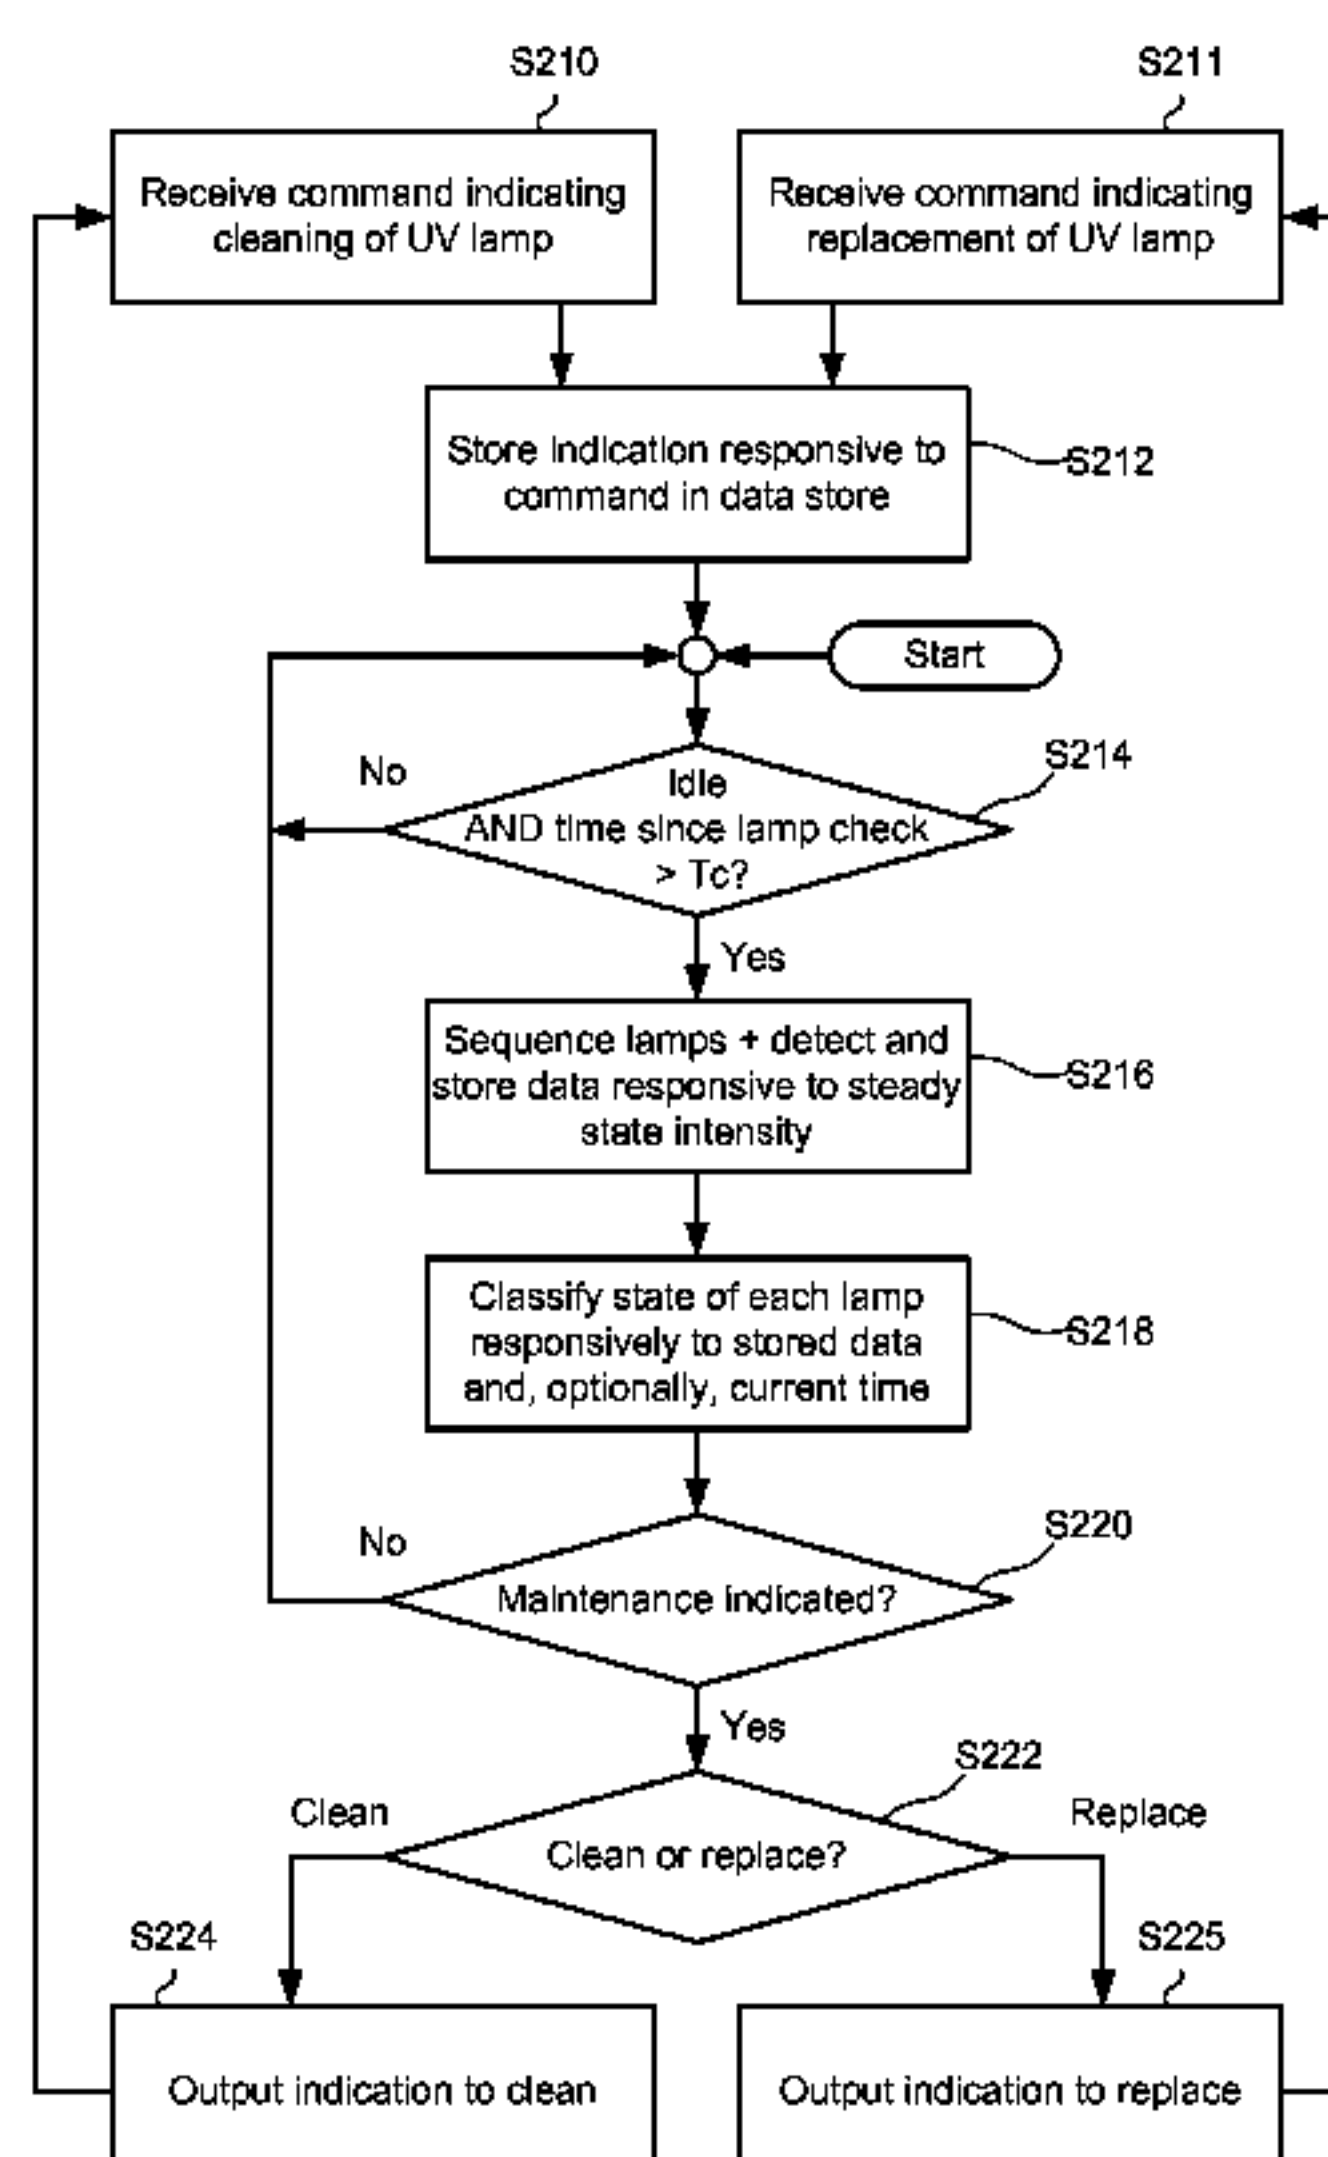 S210
S211
Receive command indicating
cleaning of UV lamp
Receive command indicating
replacement of UV lamp
Store indication responsive to
command in data store
S212
Start
No
S214
Idle
AND time since lamp check
> Tc?
Yes
Sequence lamps + detect and
store data responsive to steady
state intensity
S216
Classify state of each lamp
responsively to stored data
and, optionally, current time
S218
No
S220
Maintenance indicated?
Yes
S222
Clean
Replace
Clean or replace?
S224
S225
Output indication to clean
Output indication to replace